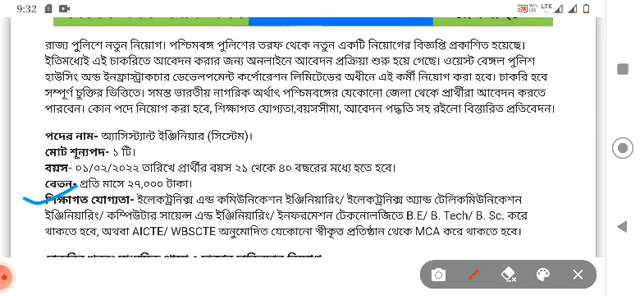 9:32
LTE
রাজ্য পুলিশে নতুন নিয়োগ। পশ্চিমবঙ্গ পুলিশের তরফ থেকে নতুন একটি নিয়োগের বিজ্ঞপ্তি প্রকাশিত হয়েছে।
ইতিমধ্যেই এই চাকরিতে আবেদন করার জন্য অনলাইনে আবেদন প্রক্রিয়া শুরু হয়ে গেছে। ওয়েস্ট বেঙ্গল পুলিশ
হাউসিং অন্ড ইনফ্রাস্ট্রাকচার ডেভেলপমেন্ট কর্পোরেশন লিমিটেডের অধীনে এই কর্মী নিয়োগ করা হবে। চাকরি হবে
সম্পূর্ণ চুক্তির ভিত্তিতে। সমস্ত ভারতীয় নাগরিক অর্থাৎ পশ্চিমবঙ্গের যেকোনো জেলা থেকে প্রার্থীরা আবেদন করতে
পারবেন। কোন পদে নিয়োগ করা হবে, শিক্ষাগত যোগ্যতা,বয়সসীমা, আবেদন পদ্ধতি সহ রইলো বিস্তারিত প্রতিবেদন।
পদের নাম- অ্যাসিস্ট্যান্ট ইঞ্জিনিয়ার (সিস্টেম)।
মোট শূন্যপদ- ১ টি।
বয়স- ০১/০২/২০২২ তারিখে প্রার্থীর বয়স ২১ থেকে ৪০ বছরের মধ্যে হতে হবে।
বেতন- প্রতি মাসে ২৭,০০০ টাকা।
শিক্ষাগত যোগ্যতা- ইলেকট্রনিক্স এন্ড কমিউনিকেশন ইঞ্জিনিয়ারিং/ ইলেকট্রনিক্স অ্যান্ড টেলিকমিউনিকেশন
ইঞ্জিনিয়ারিং/ কম্পিউটার সায়েন্স এন্ড ইঞ্জিনিয়ারিং/ ইনফরমেশন টেকনোলজিতে B.E/ B. Tech/ B. Sc. করে
থাকতে হবে, অথবা AICTE/ WBSCTE অনুমোদিত যেকোনো স্বীকৃত প্রতিষ্ঠান থেকে MCA করে থাকতে হবে।